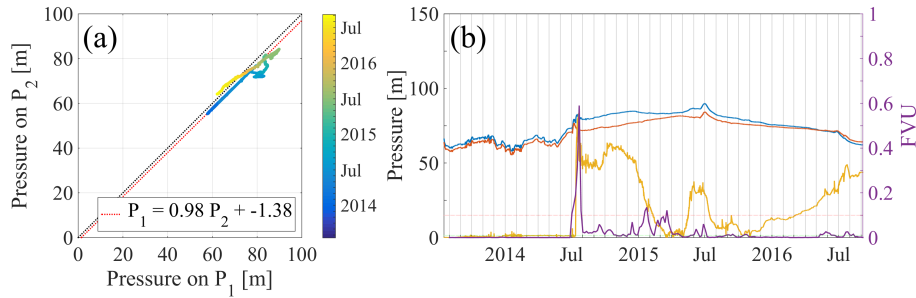 (a)
100
80
60
40
20
0
Pressure on P2 [m]
0 20 40 60 80 100
Pressure on P1 [m]
P1 = 0.98 P2 + -1.38
Jul
2016
Jul
2015
Jul
2014
(b)
150
100
50
0
Pressure [m]
2014 Jul 2015 Jul 2016
1
0.8
0.6
0.4
0.2
0
FVU